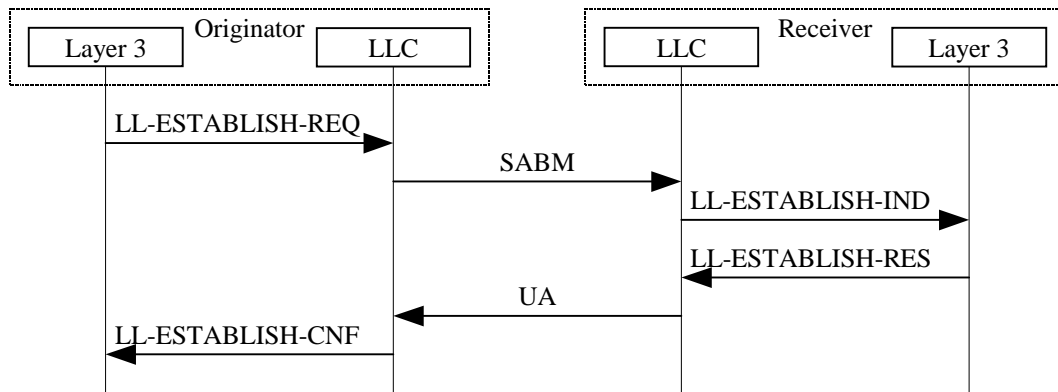 Originator Receiver
Layer 3 LLC LLC Layer 3
LL-ESTABLISH-REQ
SABM
LL-ESTABLISH-IND
LL-ESTABLISH-RES
UA
LL-ESTABLISH-CNF